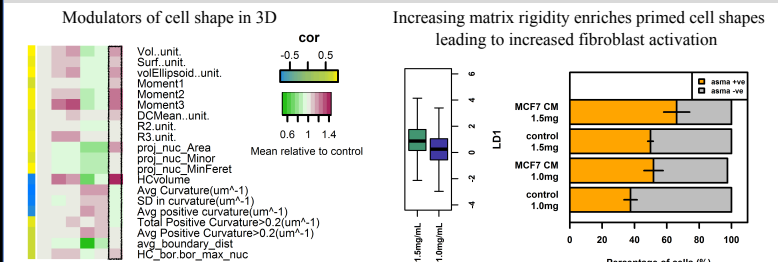 Modulators of cell shape in 3D
cor
-0.5 0.5
0.6 1 1.4
Mean relative to control
Vol..unit.
Surf..unit.
volEllipsoid..unit.
Moment1
Moment2
Moment3
DCMean..unit.
R2.unit.
R3.unit.
proj_nuc_Area
proj_nuc_Minor
proj_nuc_MinFeret
HCvolume
Avg Curvature(um^-1)
SD in curvature(um^-1)
Avg positive curvature(um^-1)
Total Positive Curvature>0.2(um^-1)
Avg Positive Curvature>0.2(um^-1)
avg_boundary_dist
HC_bor.bor_max_nuc
Increasing matrix rigidity enriches primed cell shapes
leading to increased fibroblast activation
6
4
2
0
-2
-4
LD1
1.5mg/mL
1.0mg/mL
asma +ve
asma -ve
MCF7 CM
1.5mg
control
1.5mg
MCF7 CM
1.0mg
control
1.0mg
0 20 40 60 80 100
Percentage of cells (%)